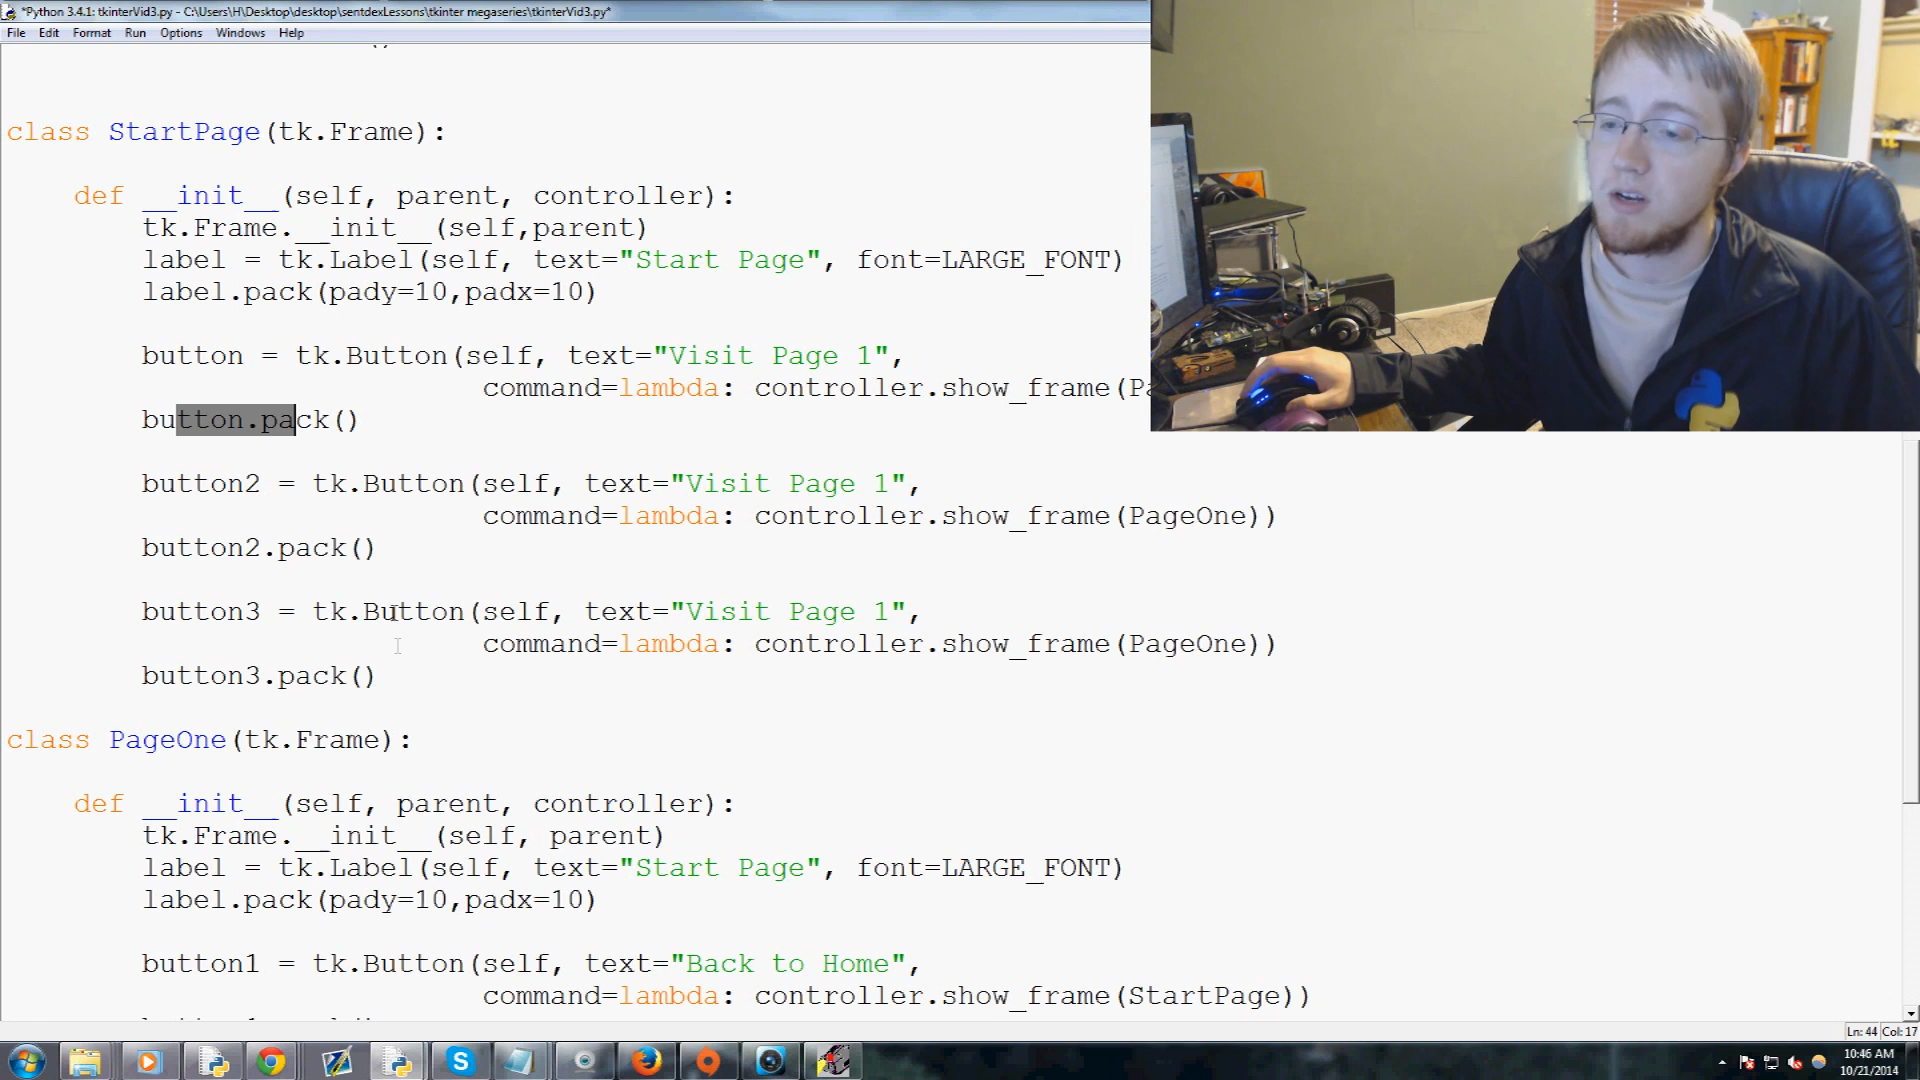 *Python 3.4.1: tkinterVid3.py - C:\Users\H\Desktop\desktop\sentdexLessons\tkinter megaseries\tkinterVid3.py*
File Edit Format Run Options Windows Help
class StartPage(tk.Frame):
def __init__(self, parent, controller):
tk.Frame.__init__(self,parent)
label = tk.Label(self, text="Start Page", font=LARGE_FONT)
label.pack(pady=10,padx=10)
button = tk.Button(self, text="Visit Page 1",
command=lambda: controller.show_frame(
button.pack()
button2 = tk.Button(self, text="Visit Page 1",
command=lambda: controller.show_frame(PageOne))
button2.pack()
button3 = tk.Button(self, text="Visit Page 1",
command=lambda: controller.show_frame(PageOne))
button3.pack()
class PageOne(tk.Frame):
def __init__(self, parent, controller):
tk.Frame.__init__(self, parent)
label = tk.Label(self, text="Start Page", font=LARGE_FONT)
label.pack(pady=10,padx=10)
button1 = tk.Button(self, text="Back to Home",
command=lambda: controller.show_frame(StartPage))
Ln: 44 Col: 17
10:46 AM
10/21/2014